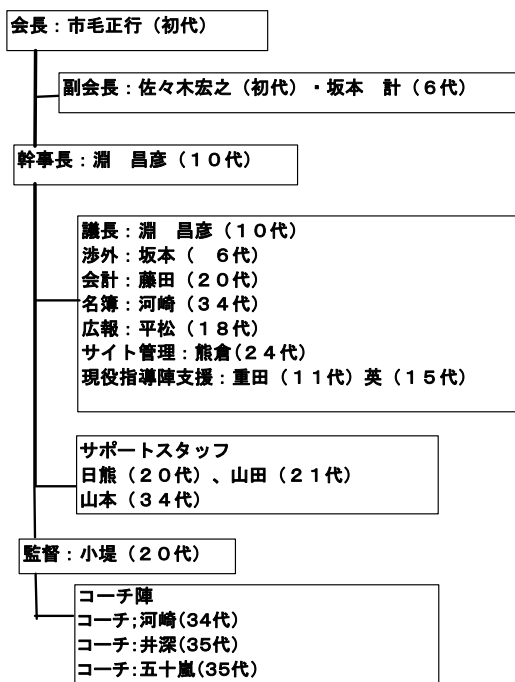 会長：市毛正行（初代）
副会長：佐々木宏之（初代）・坂本　計（６代）
幹事長：淵　昌彦（１０代）
議長：淵　昌彦（１０代）
渉外：坂本（　６代）
会計：藤田（２０代）
名簿：河崎（３４代）
広報：平松（１８代）
サイト管理：熊倉（２４代）
現役指導陣支援：重田（１１代）英（１５代）
サポートスタッフ
日熊（２０代）、山田（２１代）
山本（３４代）
監督：小堤（２０代）
コーチ陣
コーチ;河崎(34代)
コーチ:井深(35代)
コーチ:五十嵐(35代)